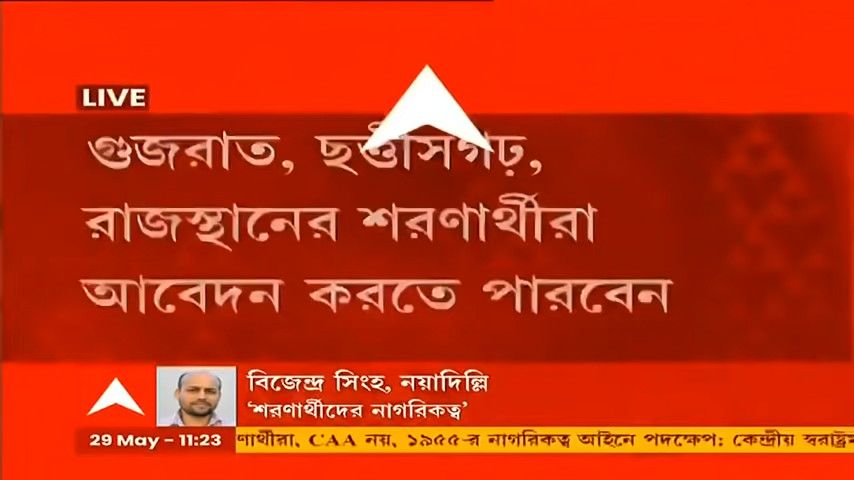 LIVE
গুজরাত, ছত্তীসগঢ়,
রাজস্থানের শরণার্থীরা
আবেদন করতে পারবেন
বিজেন্দ্র সিংহ, নয়াদিল্লি
'শরণার্থীদের নাগরিকত্ব'
29 May - 11:23
ণার্থীরা, CAA নয়, ১৯৫৫-র নাগরিকত্ব আইনে পদক্ষেপ: কেন্দ্রীয় স্বরাষ্ট্রম